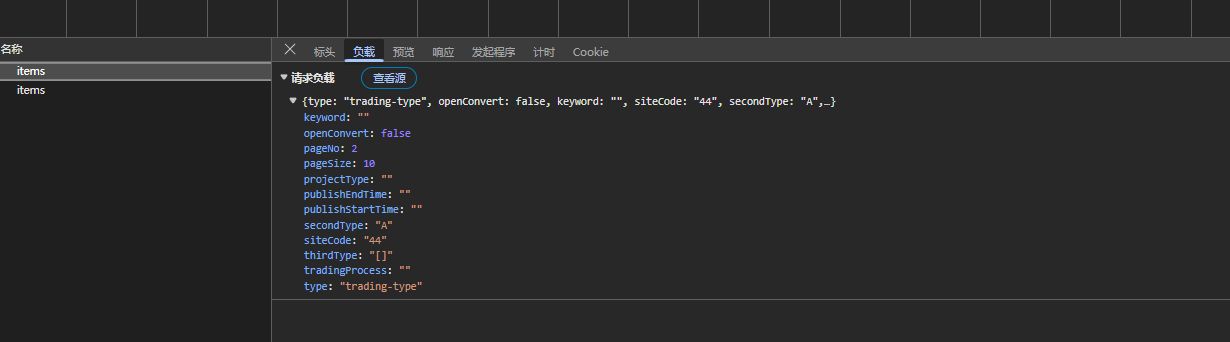 名称
items
items
标头 负载 预览 响应 发起程序 计时 Cookie
请求负载 查看源
{type: "trading-type", openConvert: false, keyword: "", siteCode: "44", secondType: "A",…}
keyword: ""
openConvert: false
pageNo: 2
pageSize: 10
projectType: ""
publishEndTime: ""
publishStartTime: ""
secondType: "A"
siteCode: "44"
thirdType: "[]"
tradingProcess: ""
type: "trading-type"